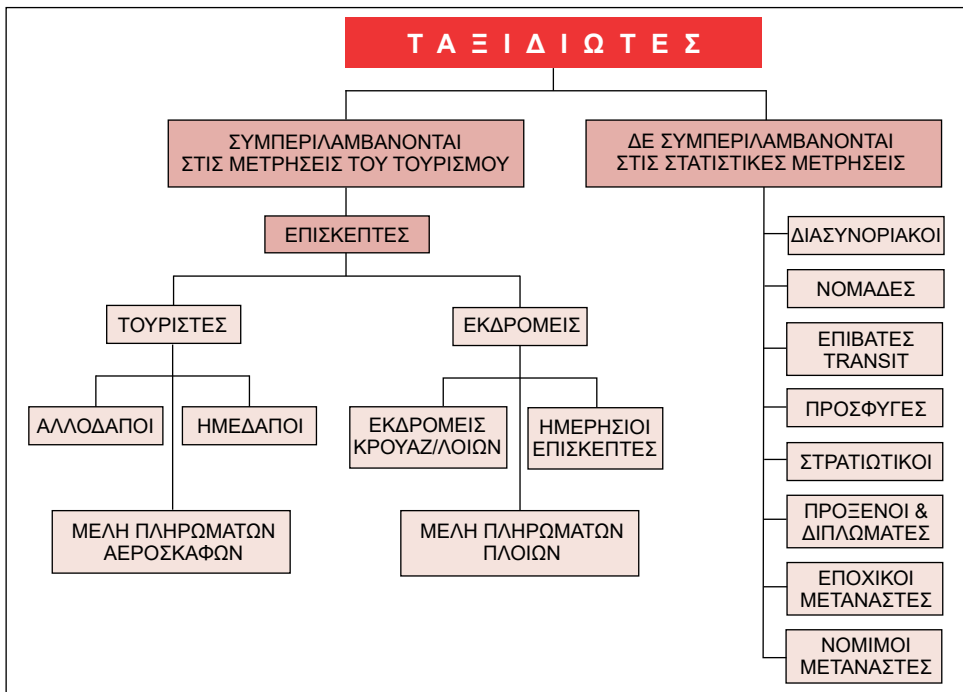 ΤΑΞΙΔΙΩΤΕΣ
ΣΥΜΠΕΡΙΛΑΜΒΑΝΟΝΤΑΙ
ΣΤΙΣ ΜΕΤΡΗΣΕΙΣ ΤΟΥ ΤΟΥΡΙΣΜΟΥ
ΔΕ ΣΥΜΠΕΡΙΛΑΜΒΑΝΟΝΤΑΙ
ΣΤΙΣ ΣΤΑΤΙΣΤΙΚΕΣ ΜΕΤΡΗΣΕΙΣ
ΕΠΙΣΚΕΠΤΕΣ
ΤΟΥΡΙΣΤΕΣ
ΕΚΔΡΟΜΕΙΣ
ΑΛΛΟΔΑΠΟΙ
ΗΜΕΔΑΠΟΙ
ΕΚΔΡΟΜΕΙΣ
ΚΡΟΥΑΖ/ΛΟΙΩΝ
ΗΜΕΡΗΣΙΟΙ
ΕΠΙΣΚΕΠΤΕΣ
ΜΕΛΗ ΠΛΗΡΩΜΑΤΩΝ
ΑΕΡΟΣΚΑΦΩΝ
ΜΕΛΗ ΠΛΗΡΩΜΑΤΩΝ
ΠΛΟΙΩΝ
ΔΙΑΣΥΝΟΡΙΑΚΟΙ
ΝΟΜΑΔΕΣ
ΕΠΙΒΑΤΕΣ
TRANSIT
ΠΡΟΣΦΥΓΕΣ
ΣΤΡΑΤΙΩΤΙΚΟΙ
ΠΡΟΞΕΝΟΙ &
ΔΙΠΛΩΜΑΤΕΣ
ΕΠΟΧΙΚΟΙ
ΜΕΤΑΝΑΣΤΕΣ
ΝΟΜΙΜΟΙ
ΜΕΤΑΝΑΣΤΕΣ